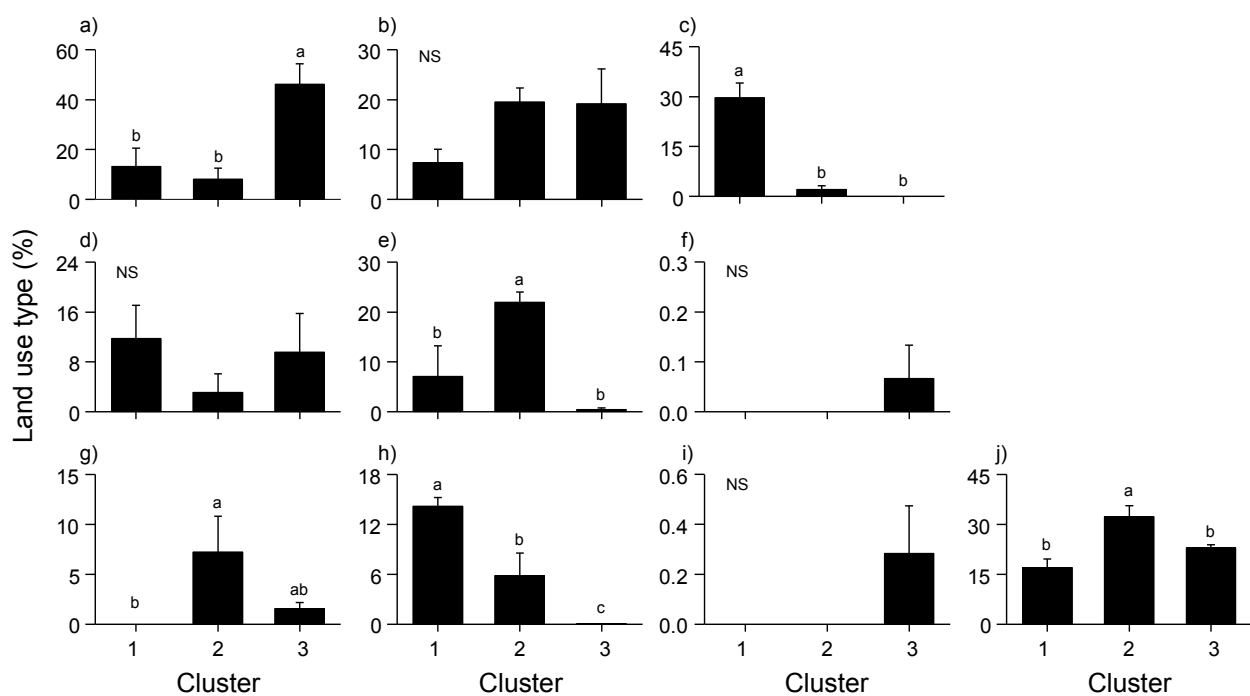 a)
60
40
20
0
b
b
a
b)
30
20
10
0
NS
c)
45
30
15
0
a
b
b
d)
24
16
8
0
NS
e)
30
20
10
0
b
a
b
f)
0.3
0.2
0.1
0.0
NS
g)
15
10
5
0
b
a
ab
1 2 3
Cluster
h)
18
12
6
0
a
b
c
1 2 3
Cluster
i)
0.6
0.4
0.2
0.0
NS
1 2 3
Cluster
j)
45
30
15
0
b
a
b
1 2 3
Cluster
Land use type (%)